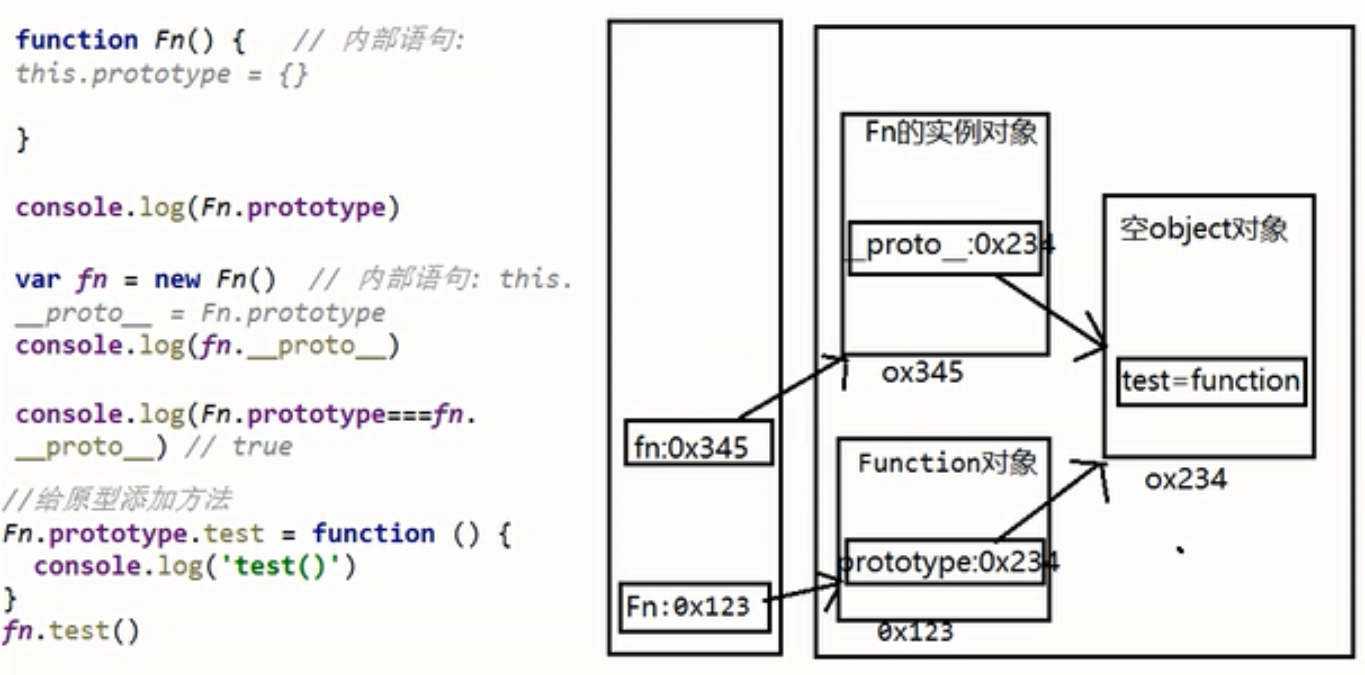 function Fn() {   // 内部语句:
this.prototype = {}
}
console.log(Fn.prototype)
var fn = new Fn()  // 内部语句: this.
__proto__ = Fn.prototype
console.log(fn.__proto__)
console.log(Fn.prototype===fn.
__proto__) // true
//给原型添加方法
Fn.prototype.test = function () {
  console.log('test()')
}
fn.test()
fn:0x345
Fn:0x123
Fn的实例对象
__proto__:0x234
ox345
Function对象
prototype:0x234
0x123
空object对象
test=function
ox234